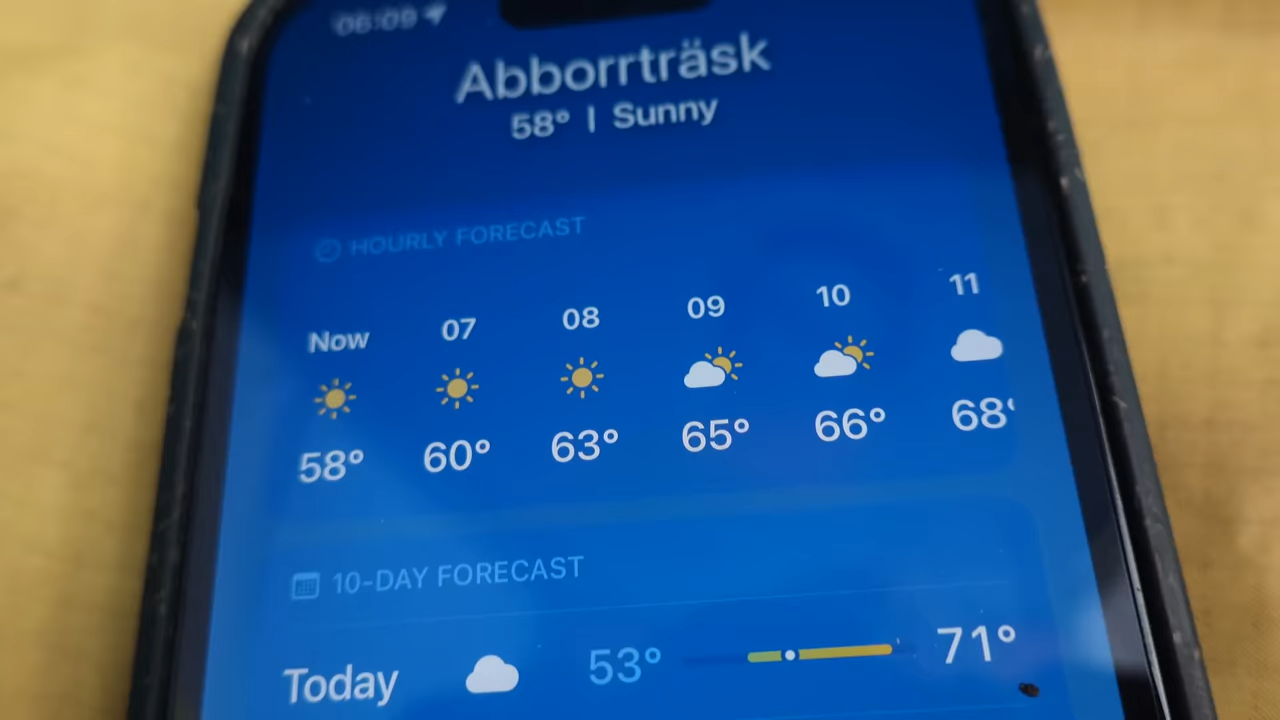 06:09
Abborrträsk
58° | Sunny
HOURLY FORECAST
Now 07 08 09 10 11
58° 60° 63° 65° 66° 68°
10-DAY FORECAST
Today 53° 71°